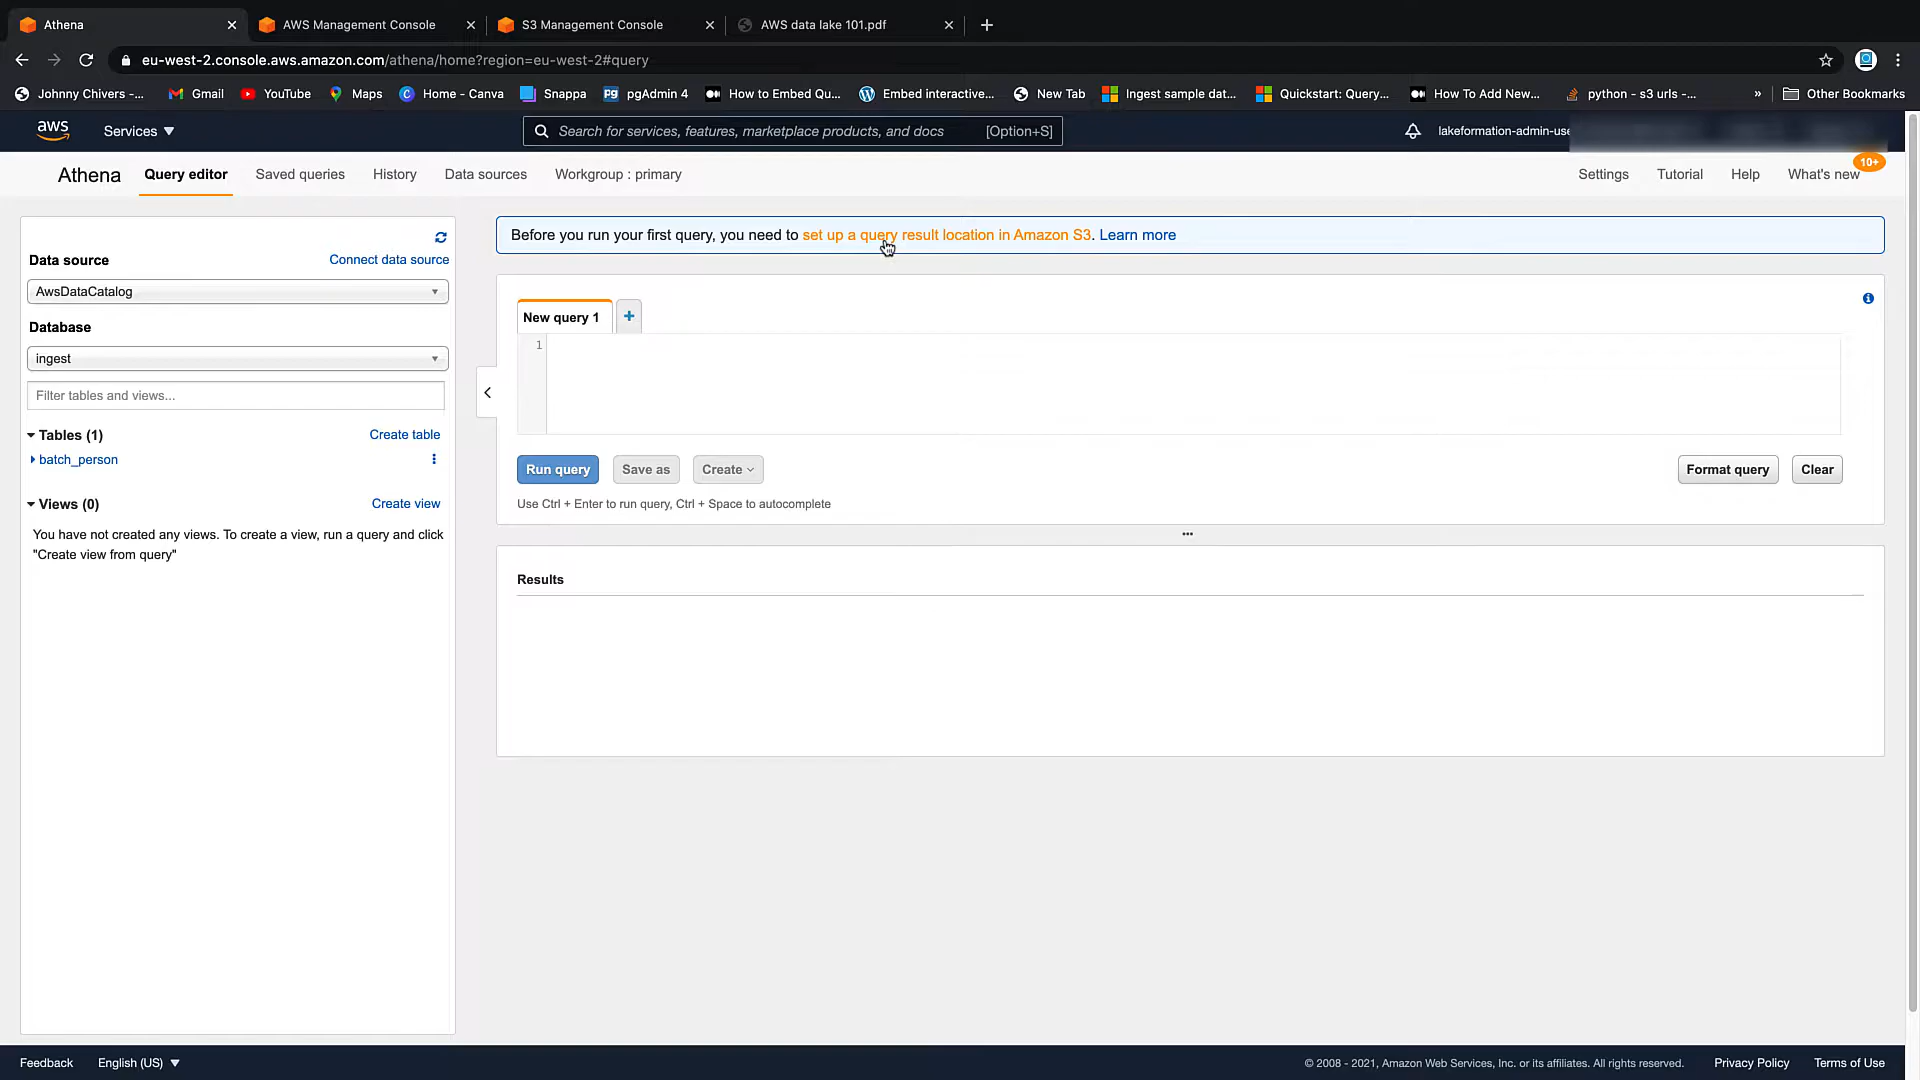 Athena
AWS Management Console
S3 Management Console
AWS data lake 101.pdf
eu-west-2.console.aws.amazon.com/athena/home?region=eu-west-2#query
Johnny Chivers -... Gmail YouTube Maps Home - Canva Snappa pgAdmin 4 How to Embed Qu... Embed interactive... New Tab Ingest sample dat... Quickstart: Query... How To Add New... python - s3 urls -... » Other Bookmarks
aws Services Search for services, features, marketplace products, and docs [Option+S] lakeformation-admin-use
Athena Query editor Saved queries History Data sources Workgroup : primary Settings Tutorial Help What's new 10+
Before you run your first query, you need to set up a query result location in Amazon S3. Learn more
Data source Connect data source
AwsDataCatalog
Database
ingest
Filter tables and views...
Tables (1) Create table
batch_person
Views (0) Create view
You have not created any views. To create a view, run a query and click
"Create view from query"
New query 1 +
1
Run query Save as Create Format query Clear
Use Ctrl + Enter to run query, Ctrl + Space to autocomplete
Results
Feedback English (US) © 2008 - 2021, Amazon Web Services, Inc. or its affiliates. All rights reserved. Privacy Policy Terms of Use